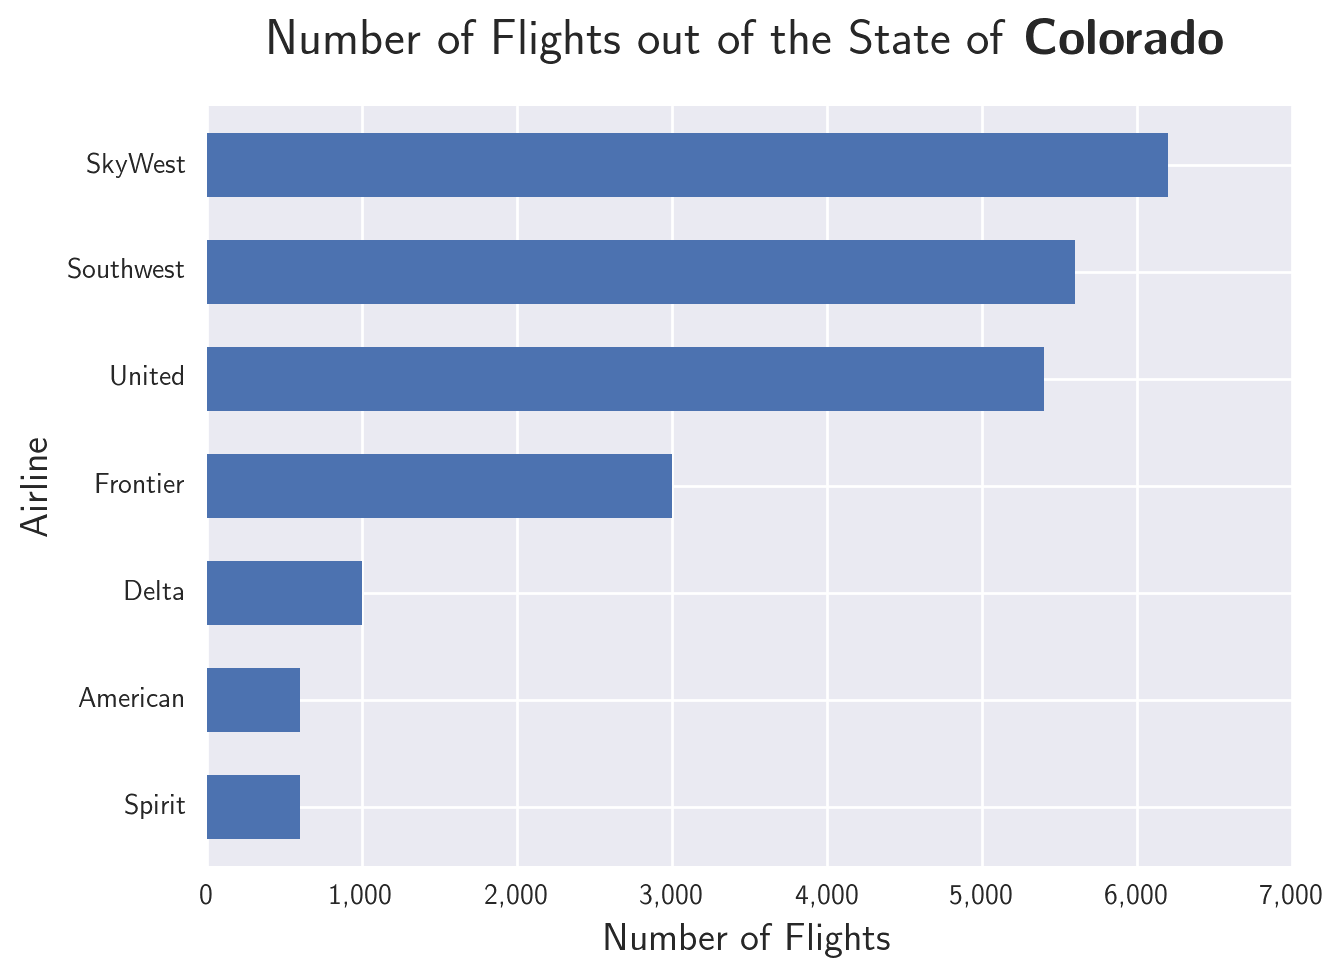 Number of Flights out of the State of Colorado
SkyWest
Southwest
United
Frontier
Delta
American
Spirit
Airline
0 1,000 2,000 3,000 4,000 5,000 6,000 7,000
Number of Flights